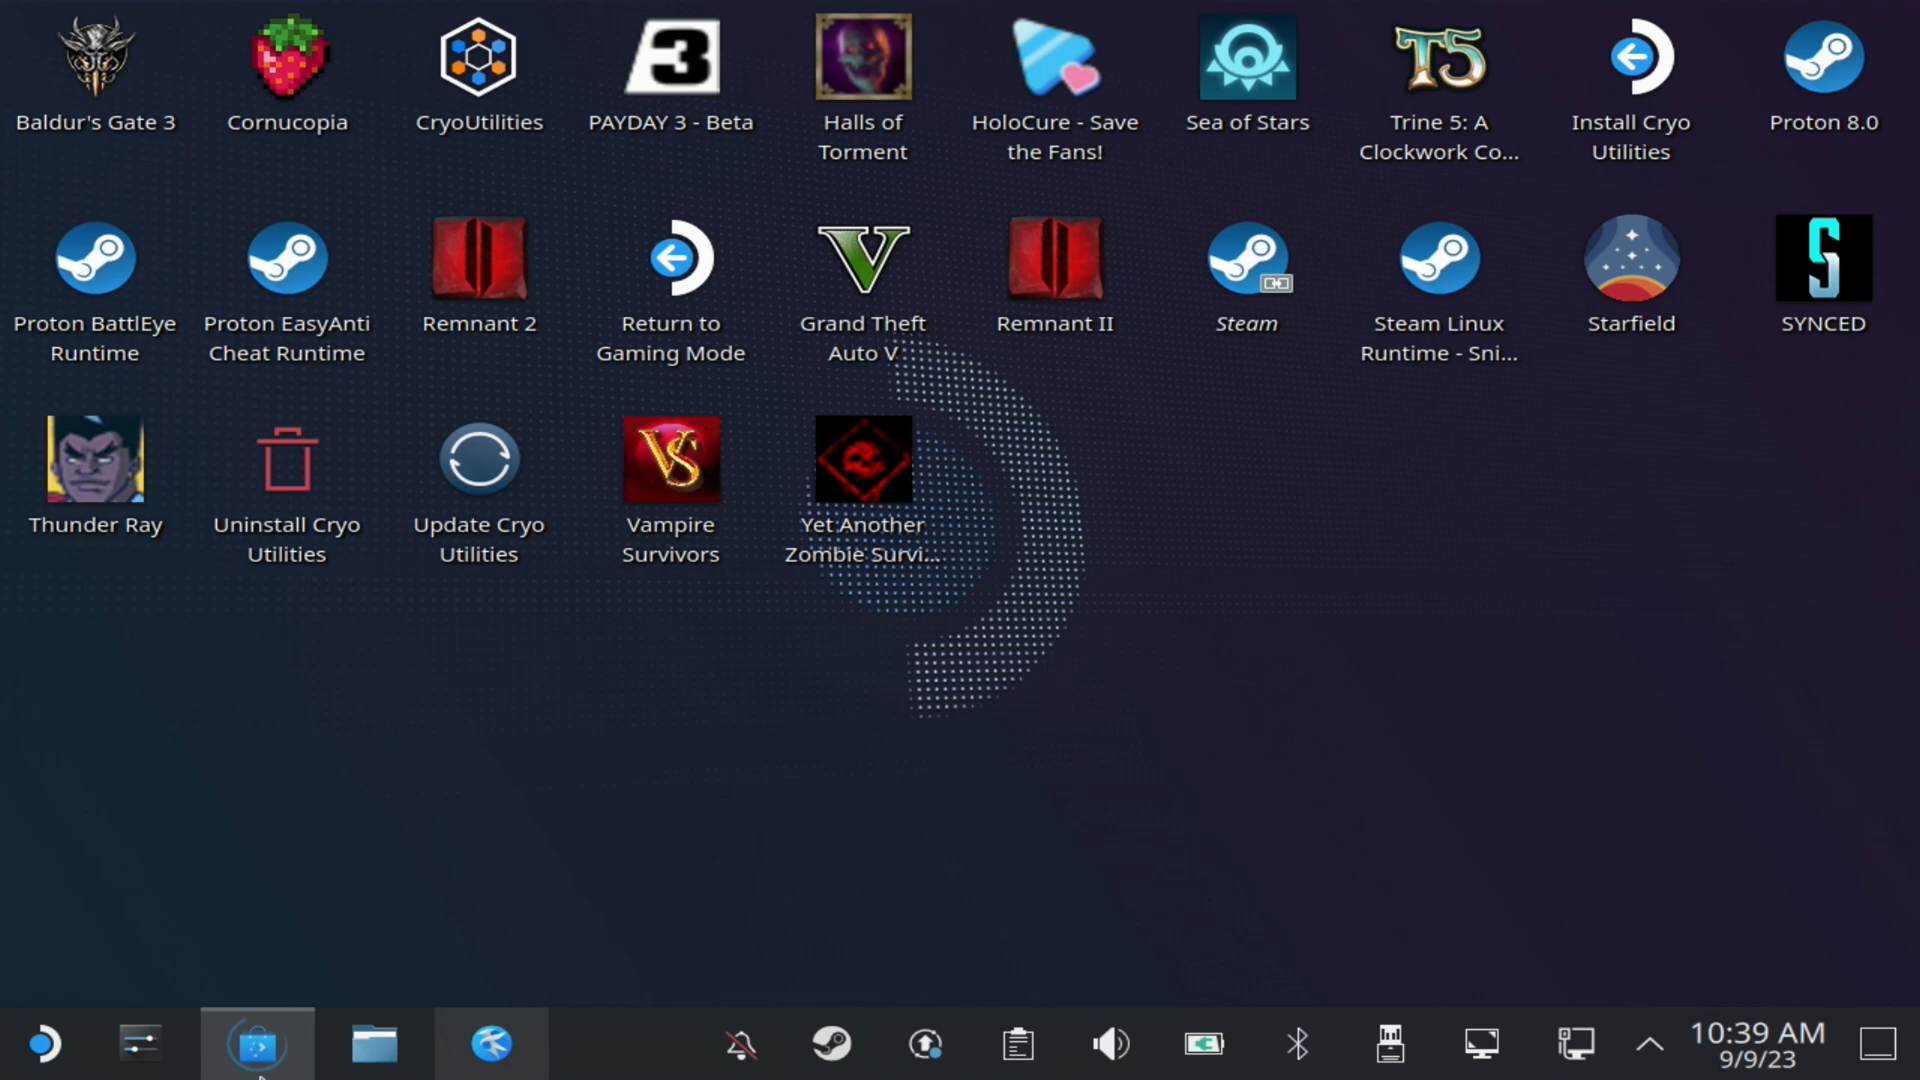 Baldur's Gate 3
Cornucopia
CryoUtilities
3
PAYDAY 3 - Beta
Halls of
Torment
HoloCure - Save
the Fans!
Sea of Stars
T5
Trine 5: A
Clockwork Co...
Install Cryo
Utilities
Proton 8.0
Proton BattlEye
Runtime
Proton EasyAnti
Cheat Runtime
Remnant 2
Return to
Gaming Mode
V
Grand Theft
Auto V
Remnant II
Steam
Steam Linux
Runtime - Sni...
Starfield
S
SYNCED
Thunder Ray
Uninstall Cryo
Utilities
Update Cryo
Utilities
VS
Vampire
Survivors
Yet Another
Zombie Survi...
10:39 AM
9/9/23